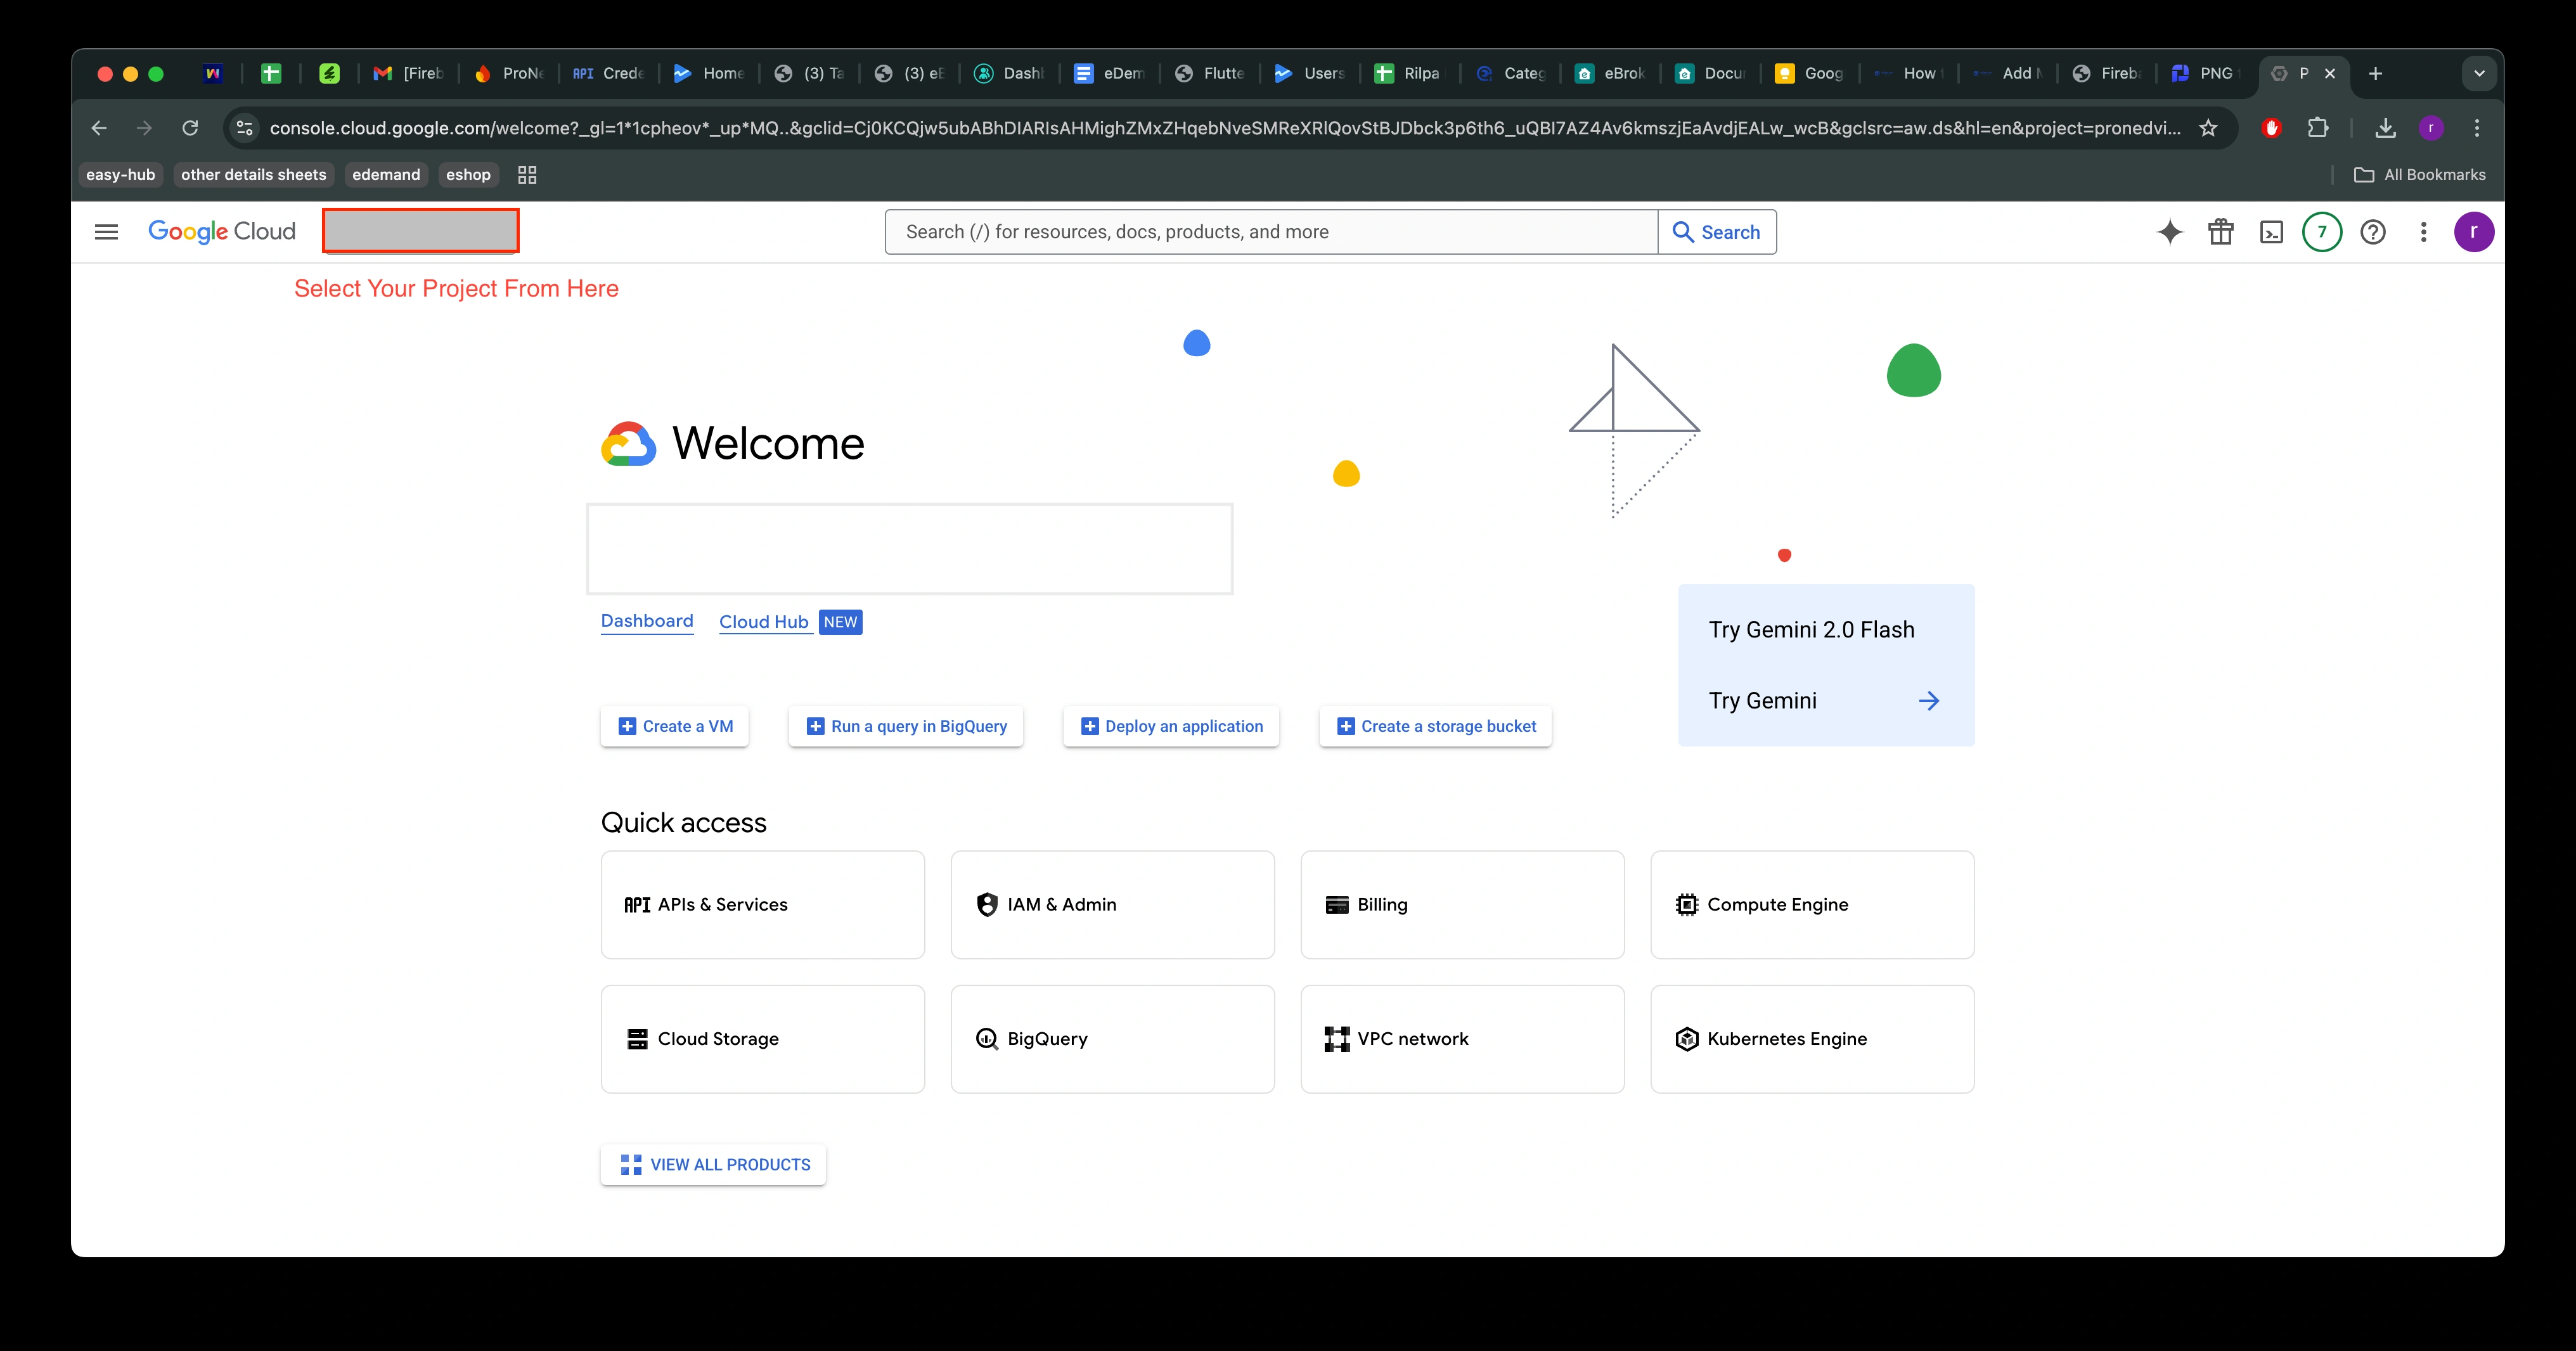 [Fireb
ProNe
API Crede
Home
(3) Ta
(3) eE
Dashb
eDem
Flutte
Users
Rilpa
Categ
eBrok
Docur
Goog
How
Add
Fireb
PNG
P
console.cloud.google.com/welcome?_gl=1*1cpheov*_up*MQ..&gclid=Cj0KCQjw5ubABhDIARIsAHMighZMxZHqebNveSMReXRlQovStBJDbck3p6th6_uQBI7AZ4Av6kmszjEaAvdjEALw_wcB&gclsrc=aw.ds&hl=en&project=pronedvi...
r
easy-hub other details sheets edemand eshop All Bookmarks
Google Cloud Search (/) for resources, docs, products, and more Search 7 r
Select Your Project From Here
Welcome
Dashboard Cloud Hub NEW
Try Gemini 2.0 Flash
Try Gemini
Create a VM Run a query in BigQuery Deploy an application Create a storage bucket
Quick access
API APIs & Services IAM & Admin Billing Compute Engine
Cloud Storage BigQuery VPC network Kubernetes Engine
VIEW ALL PRODUCTS